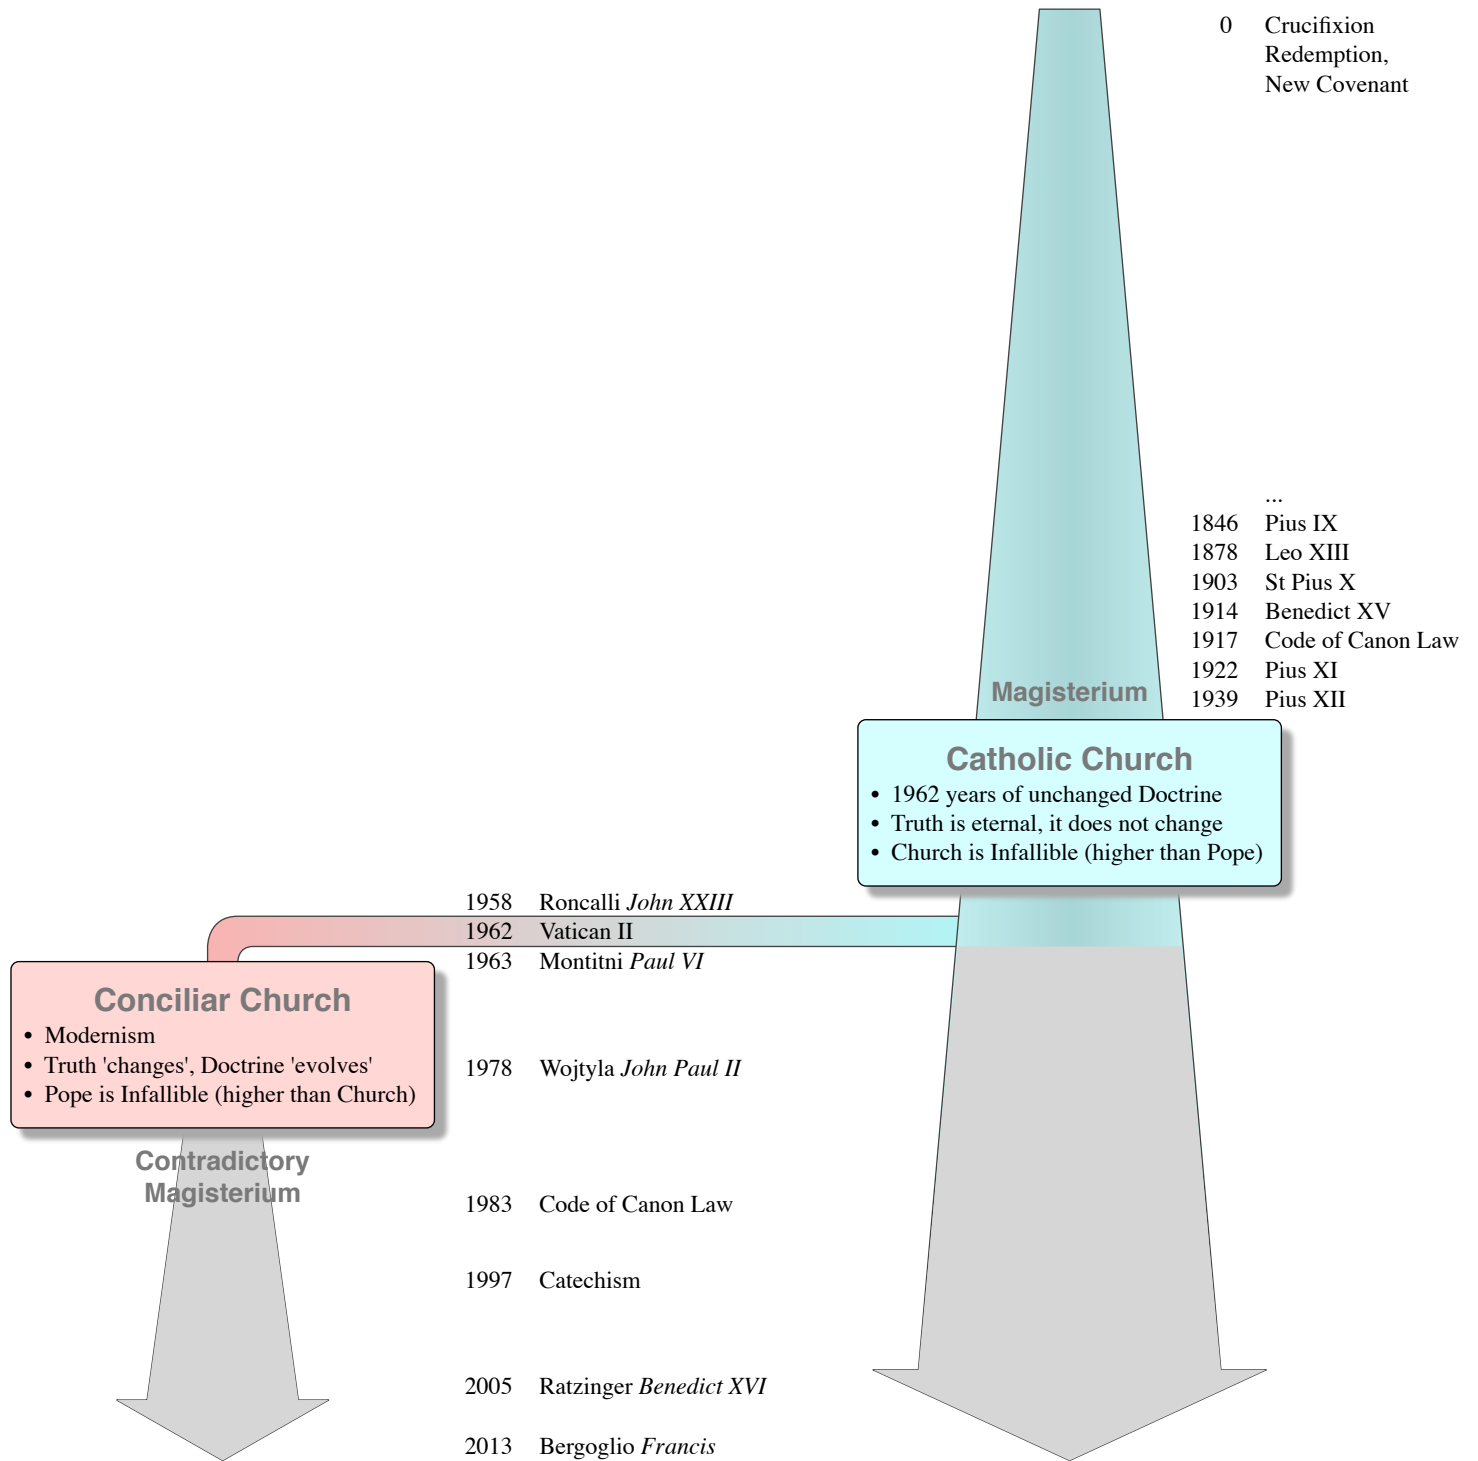 0 Crucifixion
Redemption,
New Covenant
...
1846 Pius IX
1878 Leo XIII
1903 St Pius X
1914 Benedict XV
1917 Code of Canon Law
1922 Pius XI
1939 Pius XII
Magisterium
Catholic Church
• 1962 years of unchanged Doctrine
• Truth is eternal, it does not change
• Church is Infallible (higher than Pope)
1958 Roncalli John XXIII
1962 Vatican II
1963 Montitni Paul VI
Conciliar Church
• Modernism
• Truth 'changes', Doctrine 'evolves'
• Pope is Infallible (higher than Church)
Contradictory
Magisterium
1978 Wojtyla John Paul II
1983 Code of Canon Law
1997 Catechism
2005 Ratzinger Benedict XVI
2013 Bergoglio Francis